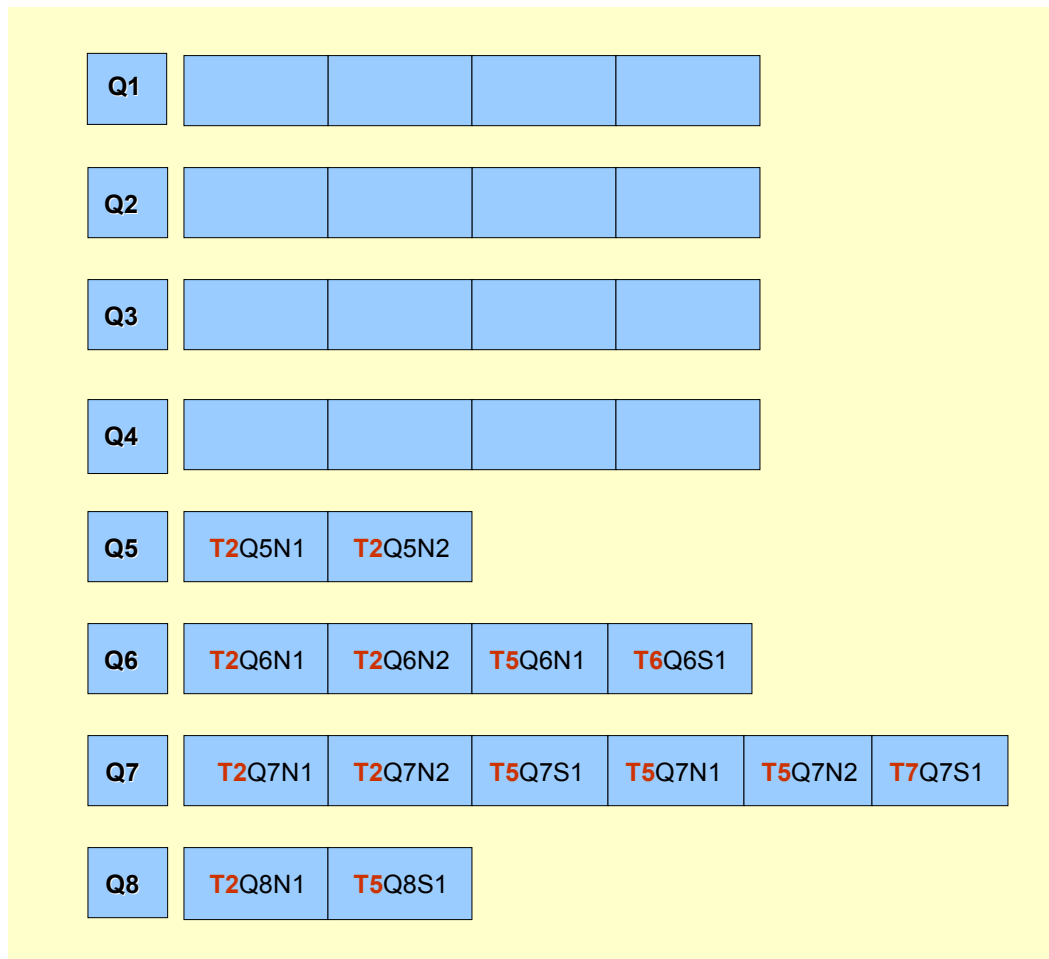 Q1
Q2
Q3
Q4
Q5 T2Q5N1 T2Q5N2
Q6 T2Q6N1 T2Q6N2 T5Q6N1 T6Q6S1
Q7 T2Q7N1 T2Q7N2 T5Q7S1 T5Q7N1 T5Q7N2 T7Q7S1
Q8 T2Q8N1 T5Q8S1